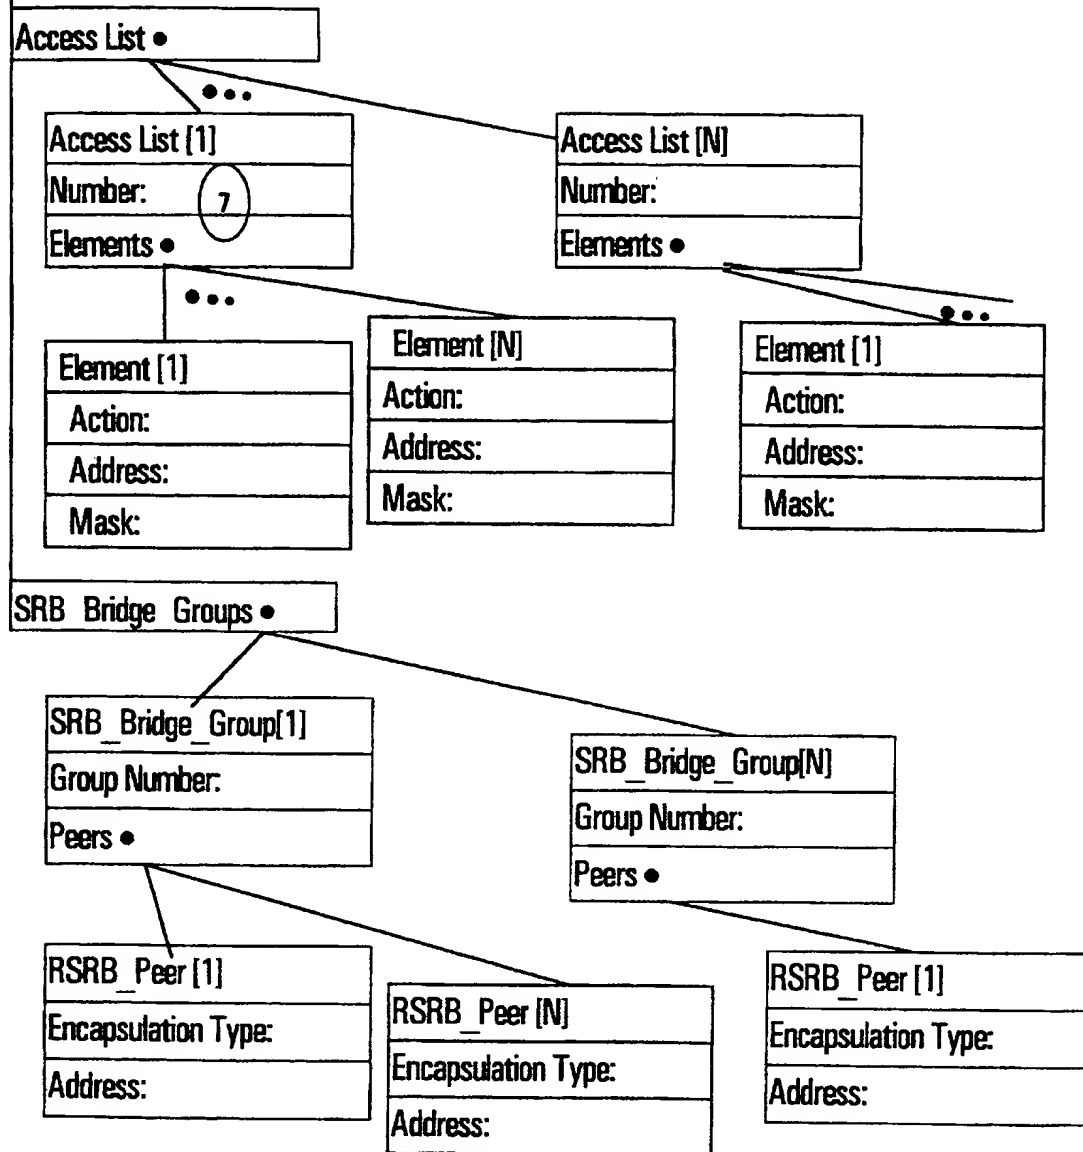 Access List
Access List [1]
Number:
7
Elements
Access List [N]
Number:
Elements
Element [1]
Action:
Address:
Mask:
Element [N]
Action:
Address:
Mask:
Element [1]
Action:
Address:
Mask:
SRB Bridge Groups
SRB_Bridge_Group[1]
Group Number:
Peers
SRB_Bridge_Group[N]
Group Number:
Peers
RSRB_Peer [1]
Encapsulation Type:
Address:
RSRB_Peer [N]
Encapsulation Type:
Address:
RSRB_Peer [1]
Encapsulation Type:
Address: